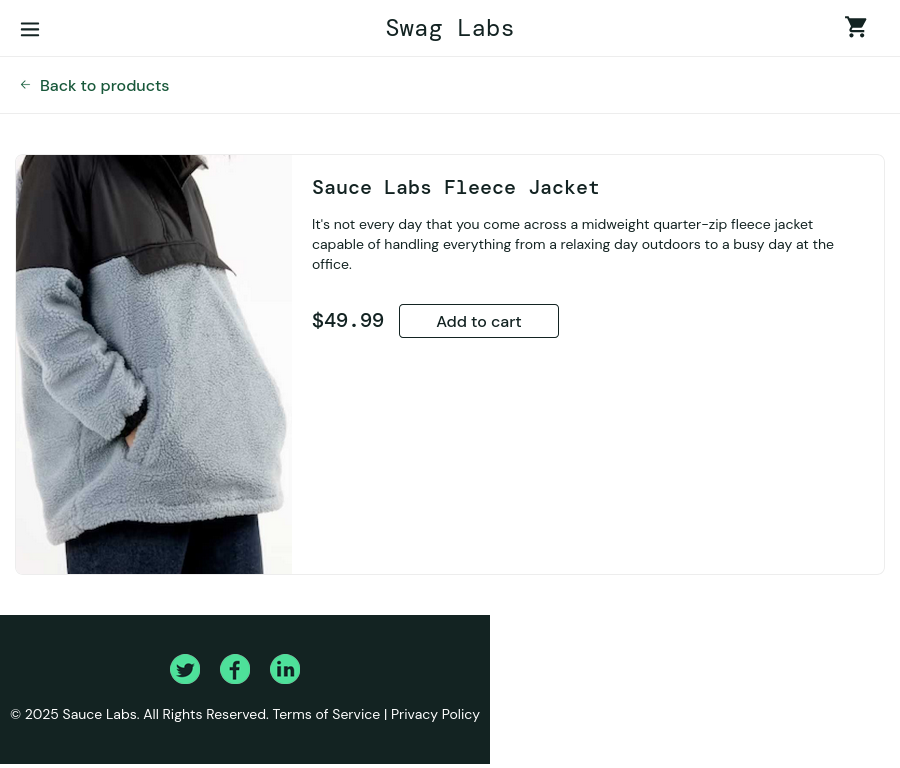 Swag Labs
Back to products
Sauce Labs Fleece Jacket
It's not every day that you come across a midweight quarter-zip fleece jacket
capable of handling everything from a relaxing day outdoors to a busy day at the
office.
$49.99
Add to cart
© 2025 Sauce Labs. All Rights Reserved. Terms of Service | Privacy Policy